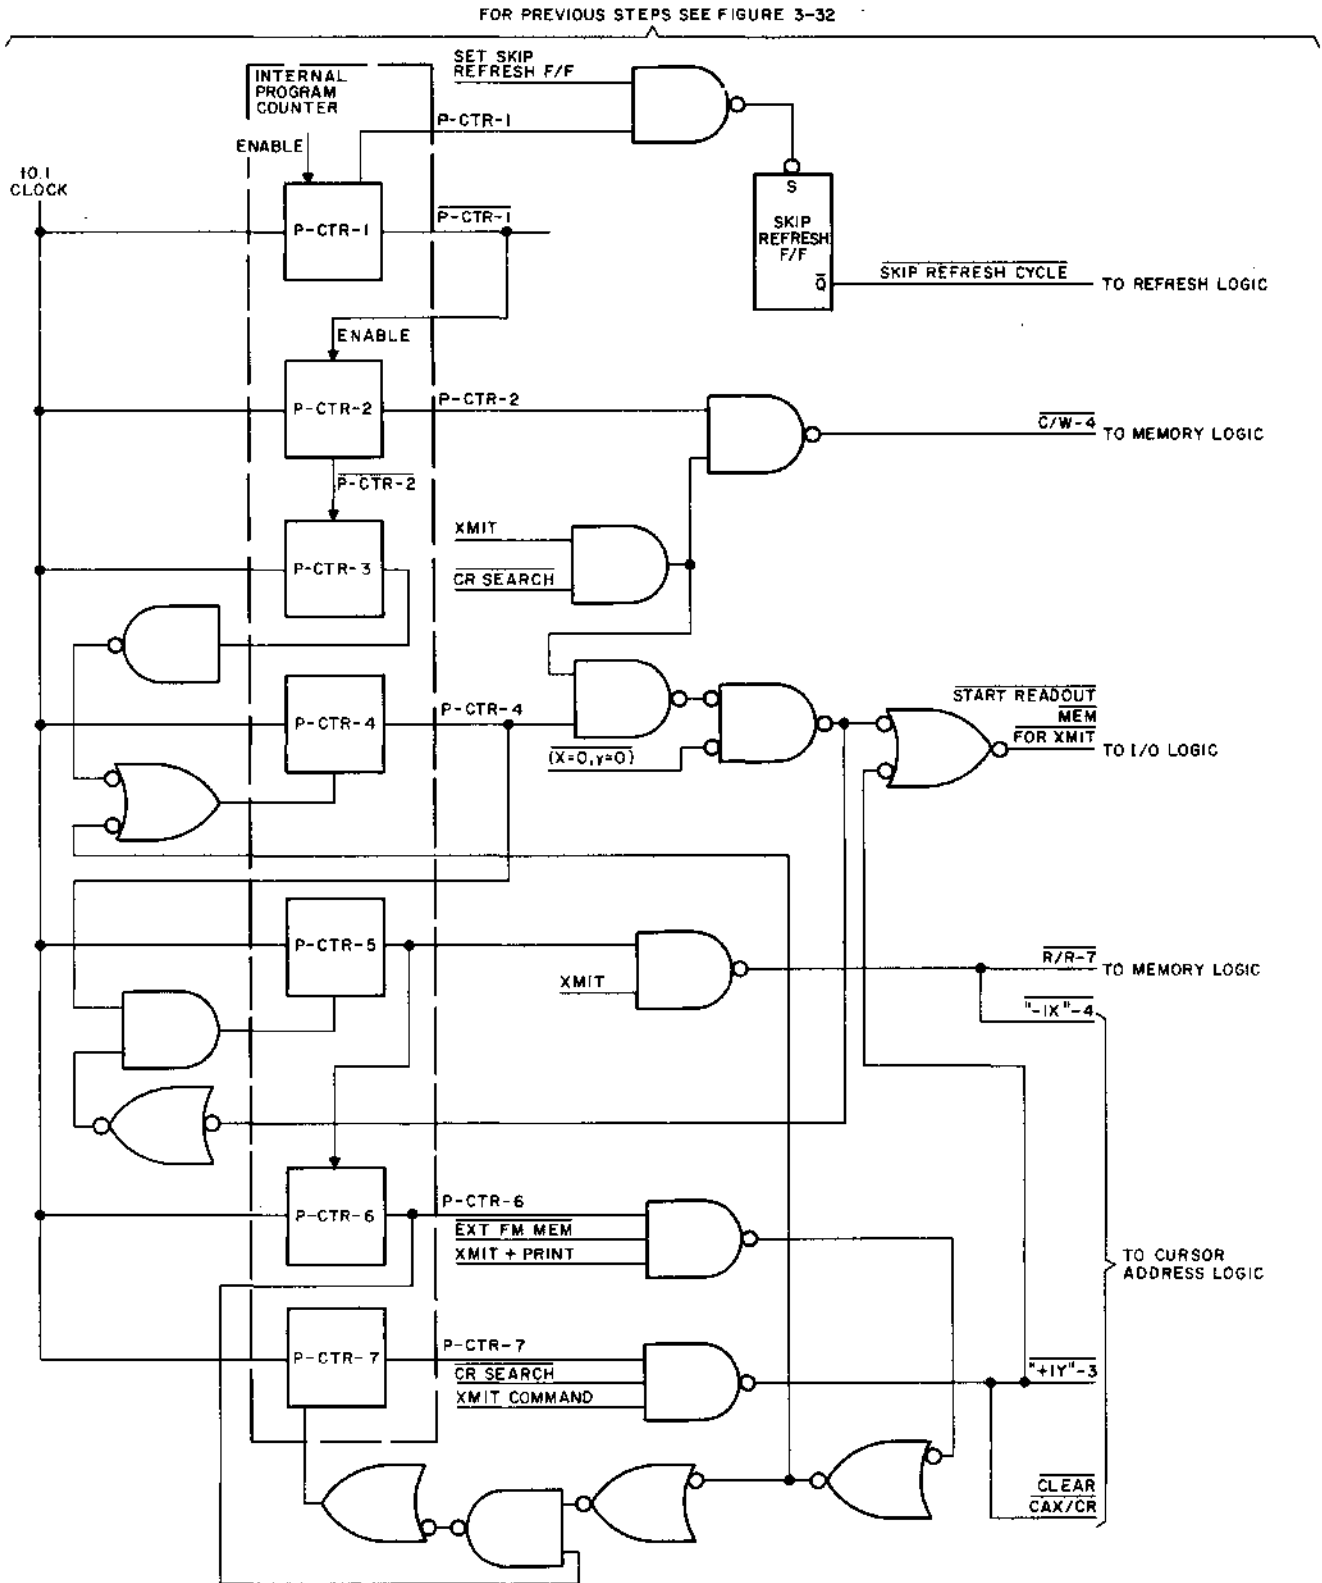 FOR PREVIOUS STEPS SEE FIGURE 3-32
SET SKIP
REFRESH F/F
INTERNAL
PROGRAM
COUNTER
P-CTR-1
ENABLE
10.1
CLOCK
P-CTR-1
P-CTR-1
S
SKIP
REFRESH
F/F
Q
SKIP REFRESH CYCLE
TO REFRESH LOGIC
ENABLE
P-CTR-2
P-CTR-2
C/W-4
TO MEMORY LOGIC
P-CTR-2
XMIT
P-CTR-3
CR SEARCH
P-CTR-4
P-CTR-4
START READOUT
MEM
FOR XMIT
TO I/O LOGIC
(X=0,Y=0)
P-CTR-5
XMIT
R/R-7
TO MEMORY LOGIC
"-1X"-4
P-CTR-6
P-CTR-6
EXT FM MEM
XMIT + PRINT
TO CURSOR
ADDRESS LOGIC
P-CTR-7
P-CTR-7
CR SEARCH
XMIT COMMAND
"+1Y"-3
CLEAR
CAX/CR